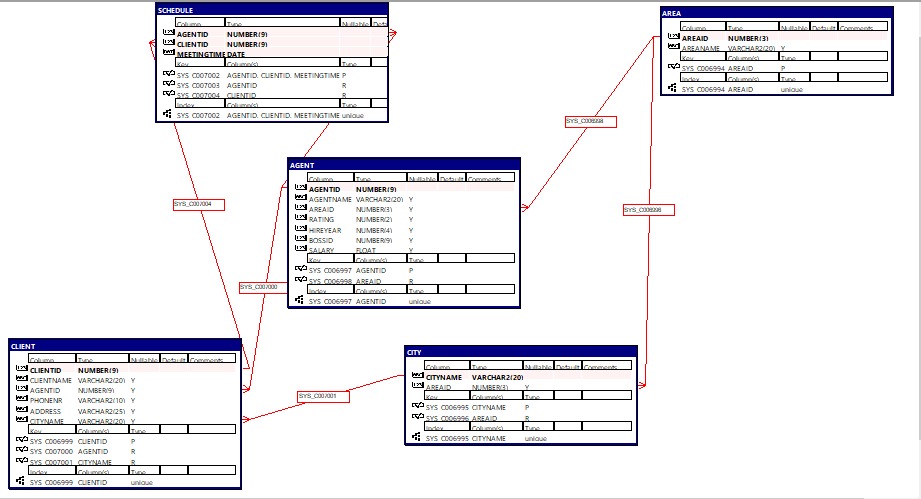 SCHEDULE
Column Type Nullable Defa
AGENTID NUMBER(9)
CLIENTID NUMBER(9)
MEETINGTIME DATE
Key Column(s) Type
SYS_C007002 AGENTID, CLIENTID, MEETINGTIME P
SYS_C007003 AGENTID R
SYS_C007004 CLIENTID R
Index Column(s) Type
SYS_C007002 AGENTID, CLIENTID, MEETINGTIME unique
AREA
Column Type Nullable Default Comments
AREAID NUMBER(3)
AREANAME VARCHAR2(20) Y
Key Column(s) Type
SYS_C006994 AREAID P
Index Column(s) Type
SYS_C006994 AREAID unique
SYS_C006998
AGENT
Column Type Nullable Default Comments
AGENTID NUMBER(9)
AGENTNAME VARCHAR2(20) Y
AREAID NUMBER(3) Y
RATING NUMBER(2) Y
HIREYEAR NUMBER(4) Y
BOSSID NUMBER(9) Y
SALARY FLOAT Y
Key Column(s) Type
SYS_C006997 AGENTID P
SYS_C006998 AREAID R
Index Column(s) Type
SYS_C006997 AGENTID unique
SYS_C007004
SYS_C006996
SYS_C007000
CLIENT
Column Type Nullable Default Comments
CLIENTID NUMBER(9)
CLIENTNAME VARCHAR2(20) Y
AGENTID NUMBER(9) Y
PHONENR VARCHAR2(10) Y
ADDRESS VARCHAR2(25) Y
CITYNAME VARCHAR2(20) Y
Key Column(s) Type
SYS_C006999 CLIENTID P
SYS_C007000 AGENTID R
SYS_C007001 CITYNAME R
Index Column(s) Type
SYS_C006999 CLIENTID unique
SYS_C007001
CITY
Column Type Nullable Default Comments
CITYNAME VARCHAR2(20)
AREAID NUMBER(3) Y
Key Column(s) Type
SYS_C006995 CITYNAME P
SYS_C006996 AREAID R
Index Column(s) Type
SYS_C006995 CITYNAME unique